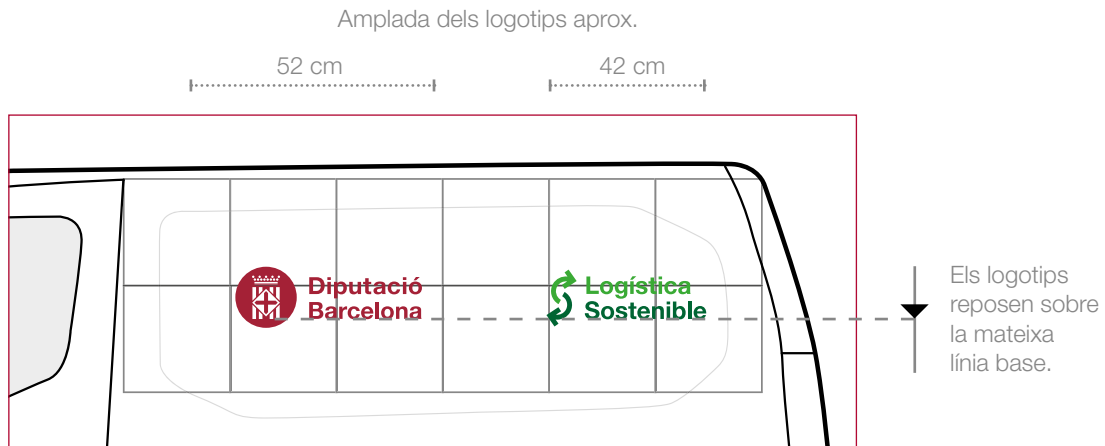 Amplada dels logotips aprox.
52 cm
42 cm
Diputació
Barcelona
Logística
Sostenible
Els logotips
reposen sobre
la mateixa
línia base.